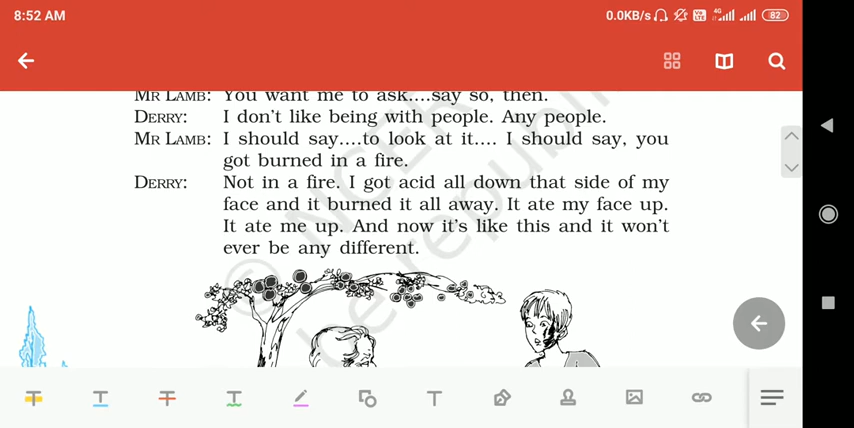 8:52 AM
0.0KB/s
4G
82
MR LAMB: You want me to ask....say so, then.
DERRY: I don't like being with people. Any people.
MR LAMB: I should say....to look at it.... I should say, you
got burned in a fire.
DERRY: Not in a fire. I got acid all down that side of my
face and it burned it all away. It ate my face up.
It ate me up. And now it's like this and it won't
ever be any different.